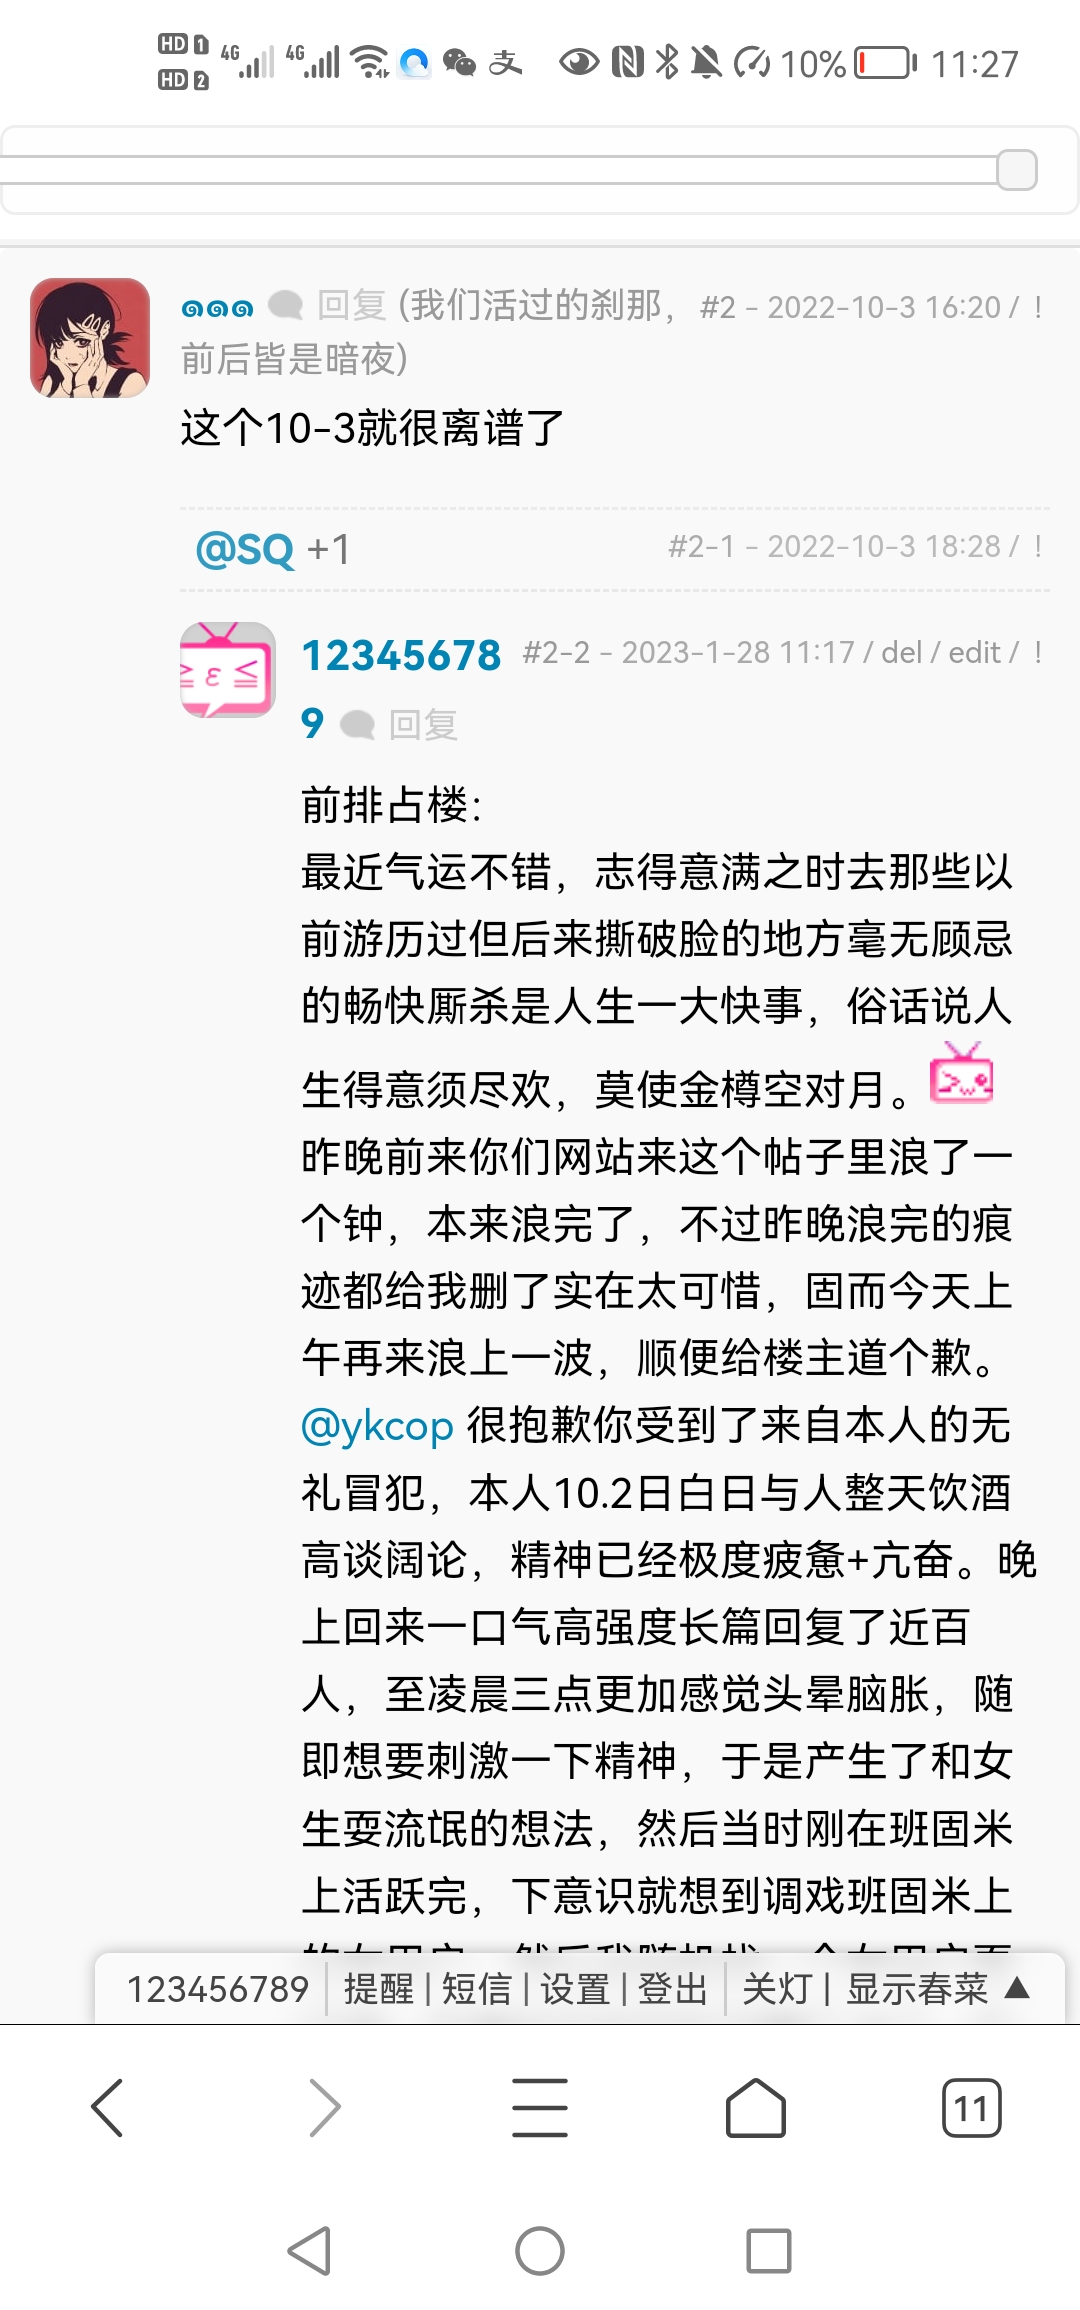 HD 1 4G 4G 支 10% 11:27
HD 2
๑๑๑ 回复 (我们活过的刹那， #2 - 2022-10-3 16:20 / !
前后皆是暗夜)
这个10-3就很离谱了
@SQ +1 #2-1 - 2022-10-3 18:28 / !
12345678 #2-2 - 2023-1-28 11:17 / del / edit / !
9 回复
前排占楼：
最近气运不错，志得意满之时去那些以
前游历过但后来撕破脸的地方毫无顾忌
的畅快厮杀是人生一大快事，俗话说人
生得意须尽欢，莫使金樽空对月。
昨晚前来你们网站来这个帖子里浪了一
个钟，本来浪完了，不过昨晚浪完的痕
迹都给我删了实在太可惜，固而今天上
午再来浪上一波，顺便给楼主道个歉。
@ykcop 很抱歉你受到了来自本人的无
礼冒犯，本人10.2日白日与人整天饮酒
高谈阔论，精神已经极度疲惫+亢奋。晚
上回来一口气高强度长篇回复了近百
人，至凌晨三点更加感觉头晕脑胀，随
即想要刺激一下精神，于是产生了和女
生耍流氓的想法，然后当时刚在班固米
上活跃完，下意识就想到调戏班固米上
123456789 | 提醒 | 短信 | 设置 | 登出 | 关灯 | 显示春菜 ▲
11